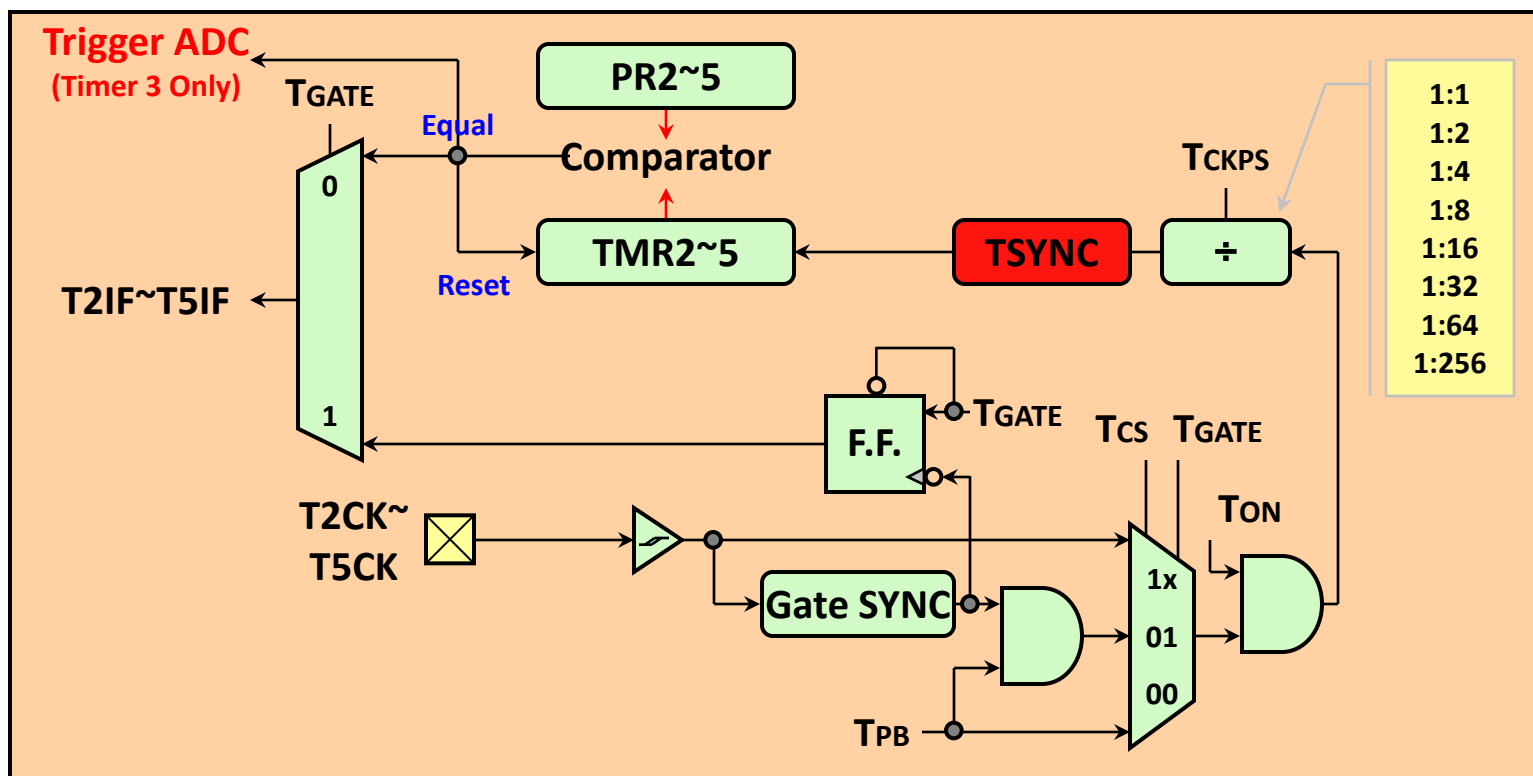 Trigger ADC
(Timer 3 Only)
TGATE
PR2~5
Equal
Comparator
0
TCKPS
1:1
1:2
1:4
1:8
1:16
1:32
1:64
1:256
TMR2~5
TSYNC
÷
Reset
T2IF~T5IF
1
F.F.
TGATE
TCS
TGATE
T2CK~
T5CK
TON
Gate SYNC
1x
01
00
TPB